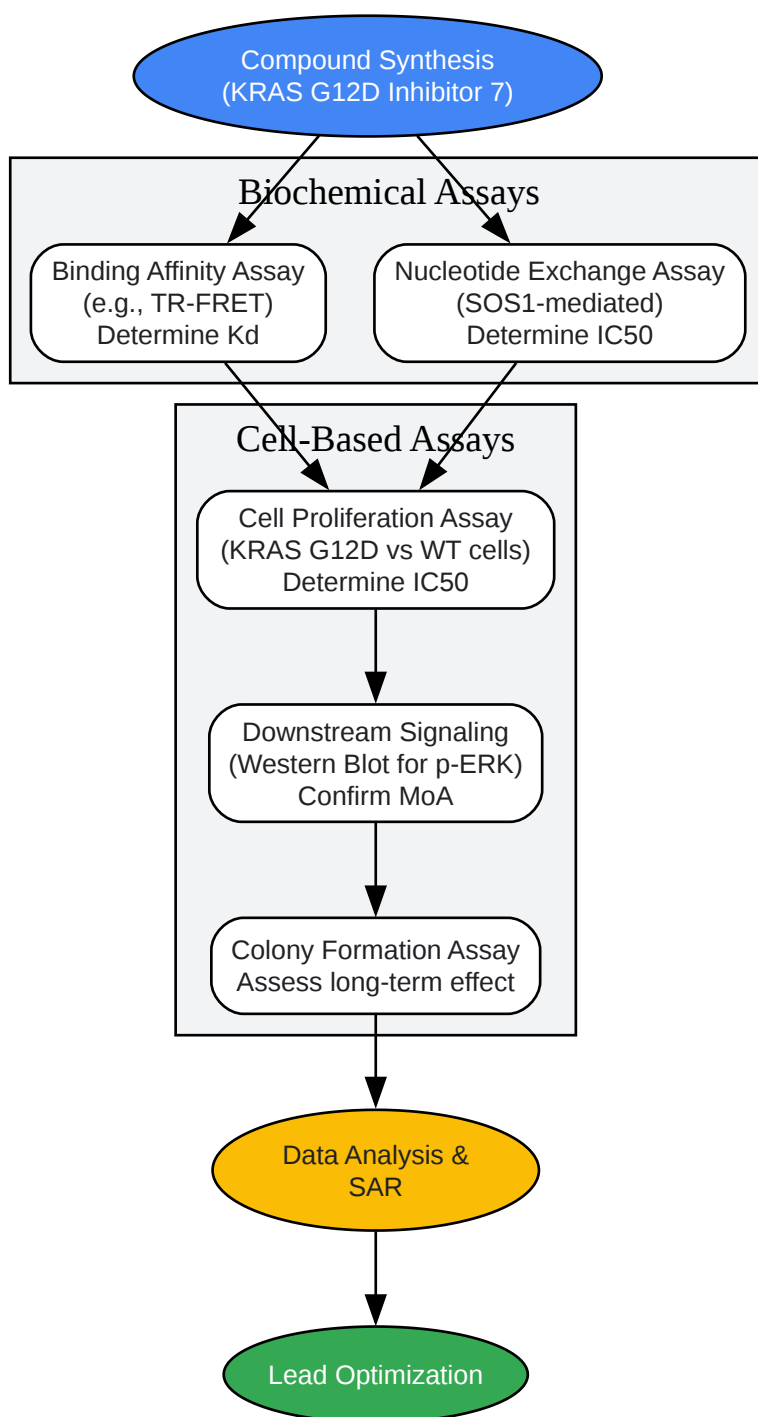 Compound Synthesis
(KRAS G12D Inhibitor 7)
Biochemical Assays
Binding Affinity Assay
(e.g., TR-FRET)
Determine Kd
Nucleotide Exchange Assay
(SOS1-mediated)
Determine IC50
Cell-Based Assays
Cell Proliferation Assay
(KRAS G12D vs WT cells)
Determine IC50
Downstream Signaling
(Western Blot for p-ERK)
Confirm MoA
Colony Formation Assay
Assess long-term effect
Data Analysis &
SAR
Lead Optimization